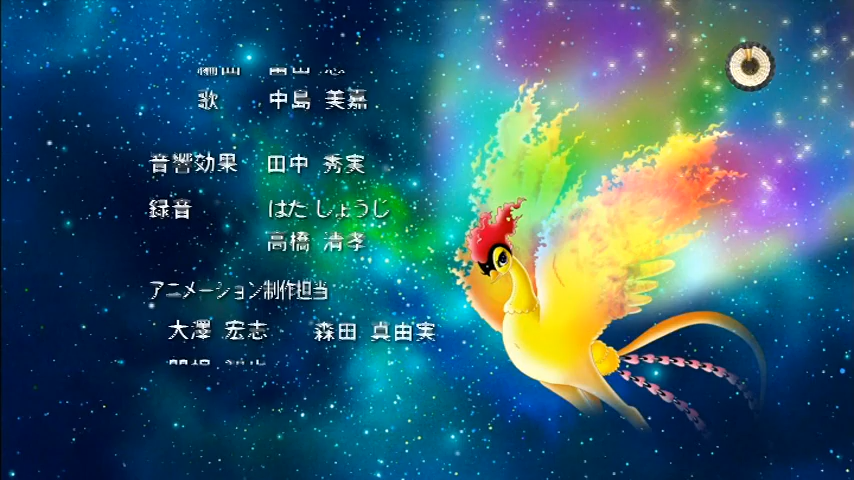 歌 中島 美嘉
音響効果 田中 秀実
録音 はた しょうじ
高橋 清孝
アニメーション制作担当
大澤 宏志 森田 真由実